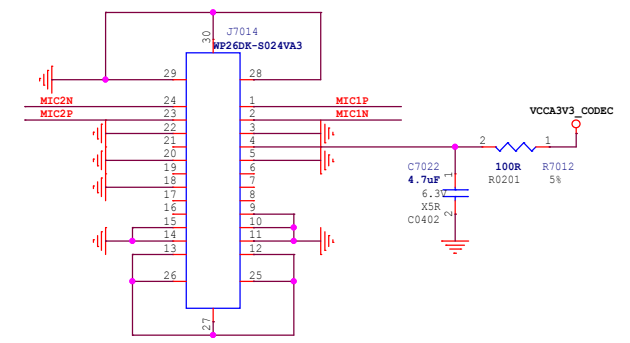 J7014
30
WP26DK-S024VA3
29 28
MIC2N 24 1 MIC1P
MIC2P 23 2 MIC1N
VCCA3V3_CODEC
22 3
21 4
2 1
20 5
100R R7012
R0201 5%
19 6
18 7
17 8
16 9
15 10
14 11
13 12
C7022 1
4.7uF
6.3V
X5R 2
C0402
26 25
27